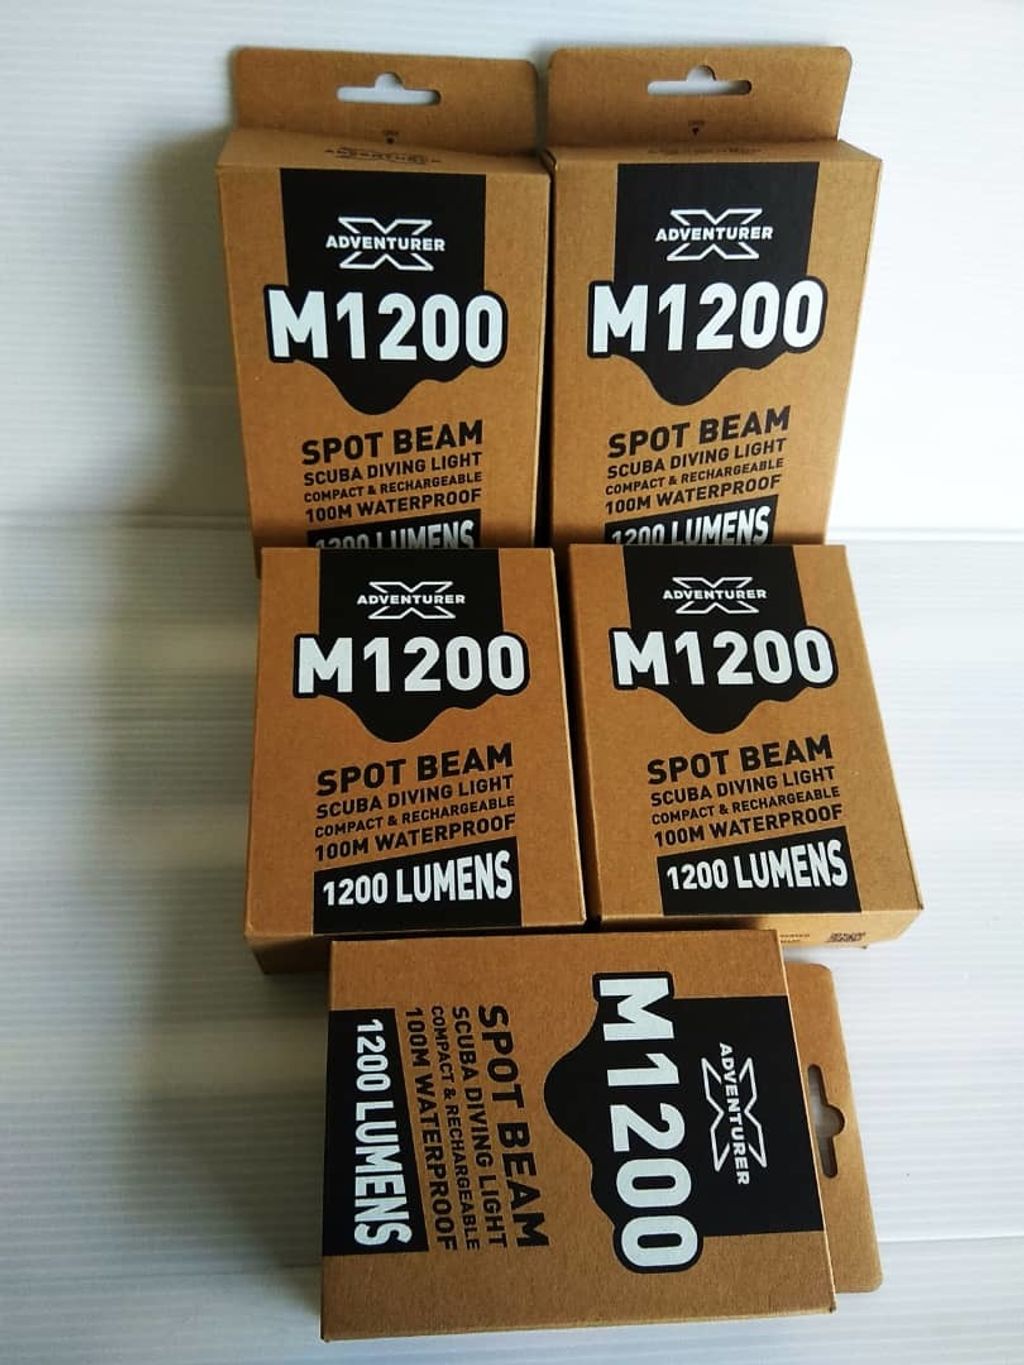 X
ADVENTURER
M1200
SPOT BEAM
SCUBA DIVING LIGHT
COMPACT & RECHARGEABLE
100M WATERPROOF
1200 LUMENS
X
ADVENTURER
M1200
SPOT BEAM
SCUBA DIVING LIGHT
COMPACT & RECHARGEABLE
100M WATERPROOF
1200 LUMENS
X
ADVENTURER
M1200
SPOT BEAM
SCUBA DIVING LIGHT
COMPACT & RECHARGEABLE
100M WATERPROOF
1200 LUMENS
X
ADVENTURER
M1200
SPOT BEAM
SCUBA DIVING LIGHT
COMPACT & RECHARGEABLE
100M WATERPROOF
1200 LUMENS
X
ADVENTURER
M1200
SPOT BEAM
SCUBA DIVING LIGHT
COMPACT & RECHARGEABLE
100M WATERPROOF
1200 LUMENS